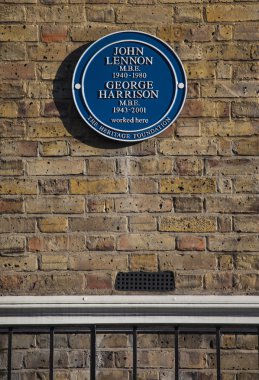 JOHN
LENNON
M.B.E.
1940-1980
GEORGE
HARRISON
M.B.E.
1943-2001
worked here
THE HERITAGE FOUNDATION